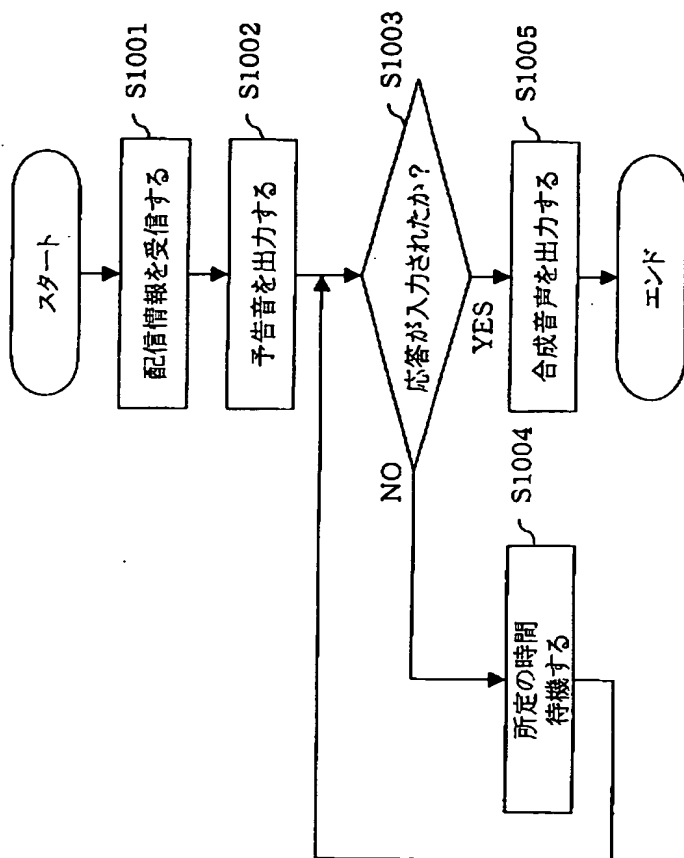 スタート
S1001
配信情報を受信する
S1002
予告音を出力する
S1003
応答が入力されたか?
NO
YES
S1004
所定の時間
待機する
S1005
合成音声を出力する
エンド